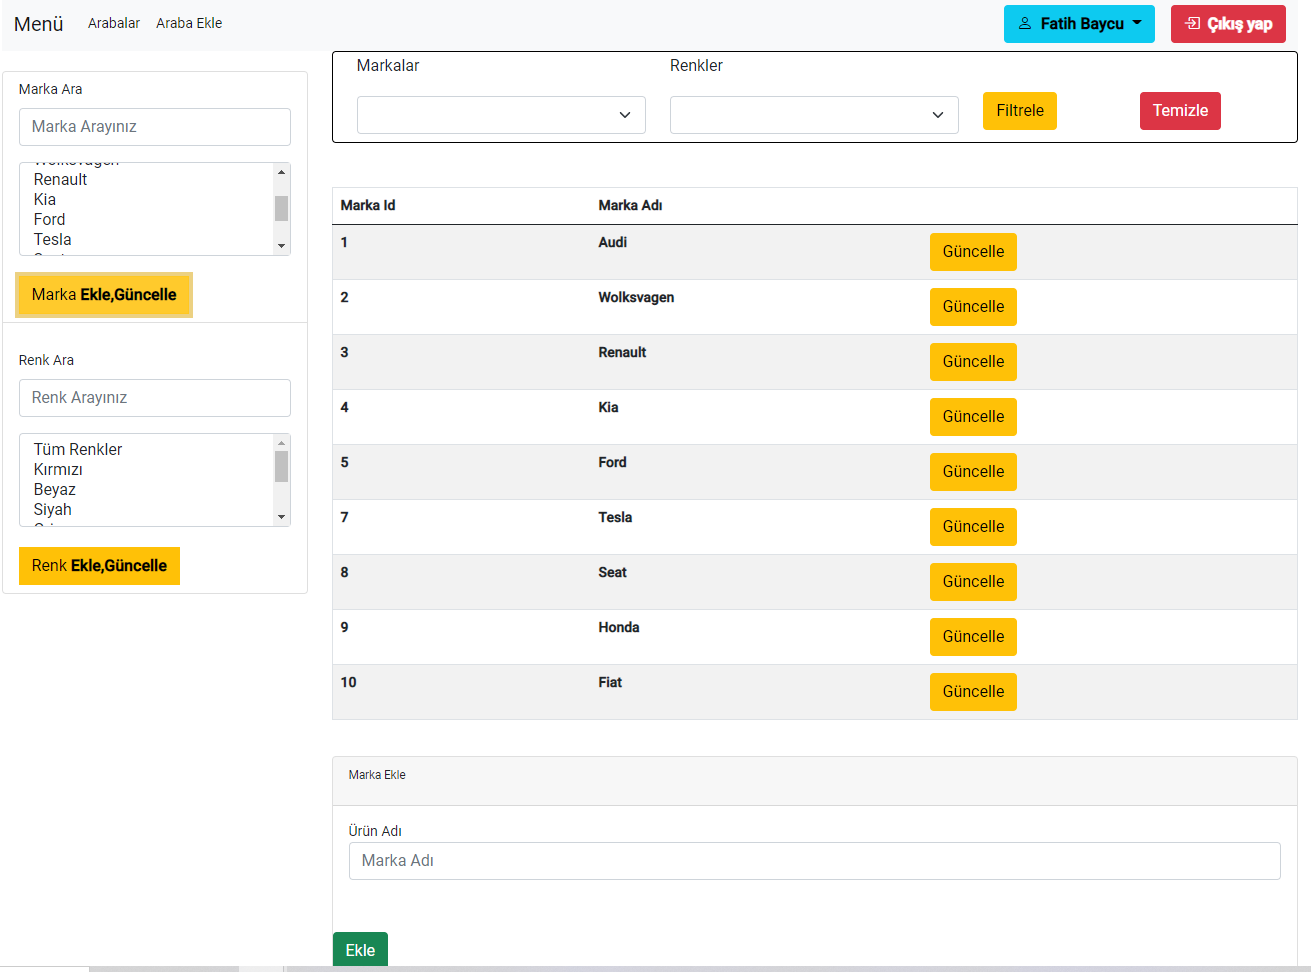 Menü Arabalar Araba Ekle Fatih Baycu Çıkış yap
Marka Ara
Marka Arayınız
Wolksvagen
Renault
Kia
Ford
Tesla
Marka Ekle,Güncelle
Renk Ara
Renk Arayınız
Tüm Renkler
Kırmızı
Beyaz
Siyah
Renk Ekle,Güncelle
Markalar Renkler
Filtrele Temizle
Marka Id Marka Adı
1 Audi Güncelle
2 Wolksvagen Güncelle
3 Renault Güncelle
4 Kia Güncelle
5 Ford Güncelle
7 Tesla Güncelle
8 Seat Güncelle
9 Honda Güncelle
10 Fiat Güncelle
Marka Ekle
Ürün Adı
Marka Adı
Ekle